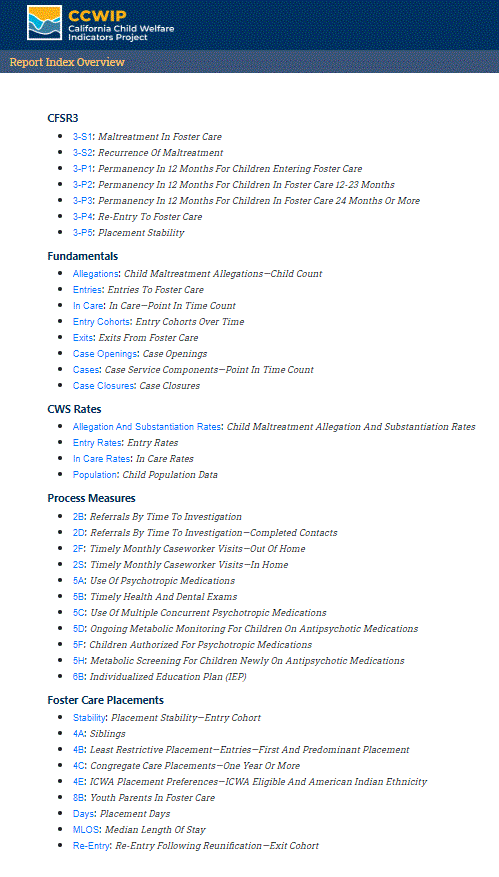 CCWIP
California Child Welfare
Indicators Project
Report Index Overview
CFSR3
3-S1: Maltreatment In Foster Care
3-S2: Recurrence Of Maltreatment
3-P1: Permanency In 12 Months For Children Entering Foster Care
3-P2: Permanency In 12 Months For Children In Foster Care 12-23 Months
3-P3: Permanency In 12 Months For Children In Foster Care 24 Months Or More
3-P4: Re-Entry To Foster Care
3-P5: Placement Stability
Fundamentals
Allegations: Child Maltreatment Allegations—Child Count
Entries: Entries To Foster Care
In Care: In Care—Point In Time Count
Entry Cohorts: Entry Cohorts Over Time
Exits: Exits From Foster Care
Case Openings: Case Openings
Cases: Case Service Components—Point In Time Count
Case Closures: Case Closures
CWS Rates
Allegation And Substantiation Rates: Child Maltreatment Allegation And Substantiation Rates
Entry Rates: Entry Rates
In Care Rates: In Care Rates
Population: Child Population Data
Process Measures
2B: Referrals By Time To Investigation
2D: Referrals By Time To Investigation—Completed Contacts
2F: Timely Monthly Caseworker Visits—Out Of Home
2S: Timely Monthly Caseworker Visits—In Home
5A: Use Of Psychotropic Medications
5B: Timely Health And Dental Exams
5C: Use Of Multiple Concurrent Psychotropic Medications
5D: Ongoing Metabolic Monitoring For Children On Antipsychotic Medications
5F: Children Authorized For Psychotropic Medications
5H: Metabolic Screening For Children Newly On Antipsychotic Medications
6B: Individualized Education Plan (IEP)
Foster Care Placements
Stability: Placement Stability—Entry Cohort
4A: Siblings
4B: Least Restrictive Placement—Entries—First And Predominant Placement
4C: Congregate Care Placements—One Year Or More
4E: ICWA Placement Preferences—ICWA Eligible And American Indian Ethnicity
8B: Youth Parents In Foster Care
Days: Placement Days
MLOS: Median Length Of Stay
Re-Entry: Re-Entry Following Reunification—Exit Cohort